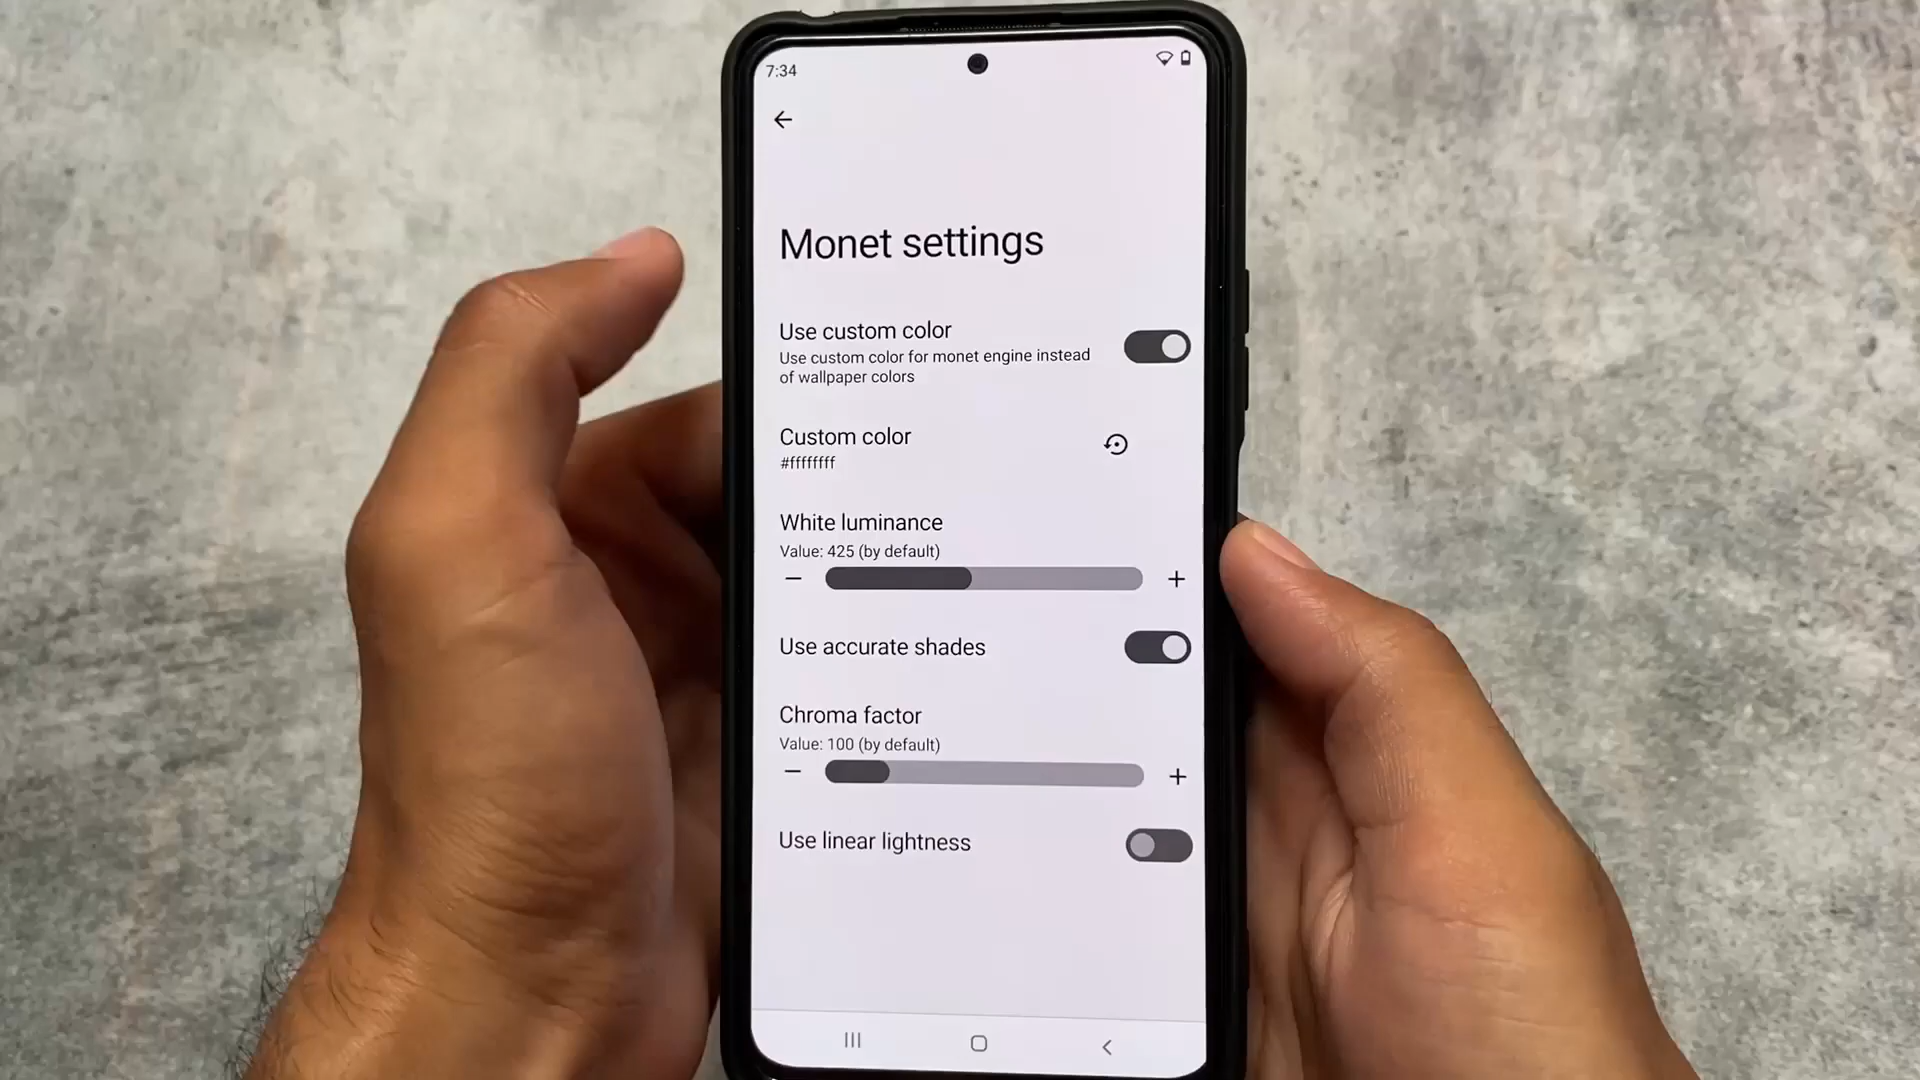 7:34
Monet settings
Use custom color
Use custom color for monet engine instead
of wallpaper colors
Custom color
#ffffffff
White luminance
Value: 425 (by default)
Use accurate shades
Chroma factor
Value: 100 (by default)
Use linear lightness